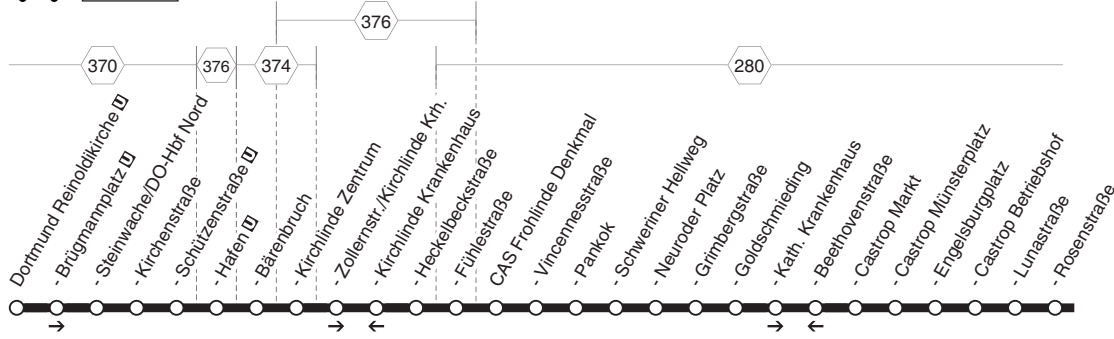 376
370
376
374
280
Dortmund Reinoldikirche U
- Brügmannplatz U
- Steinwache/DO-Hbf Nord
- Kirchenstraße
- Schützenstraße U
- Hafen U
- Bärenbruch
- Kirchlinde Zentrum
- Zollernstr./Kirchlinde Krh.
- Kirchlinde Krankenhaus
- Heckelbeckstraße
- Fühlestraße
CAS Frohlinde Denkmal
- Vincennesstraße
- Pankok
- Schweriner Hellweg
- Neuroder Platz
- Grimbergstraße
- Goldschmieding
- Kath. Krankenhaus
- Beethovenstraße
- Castrop Markt
- Castrop Münsterplatz
- Engelsburgplatz
- Castrop Betriebshof
- Lunastraße
- Rosenstraße